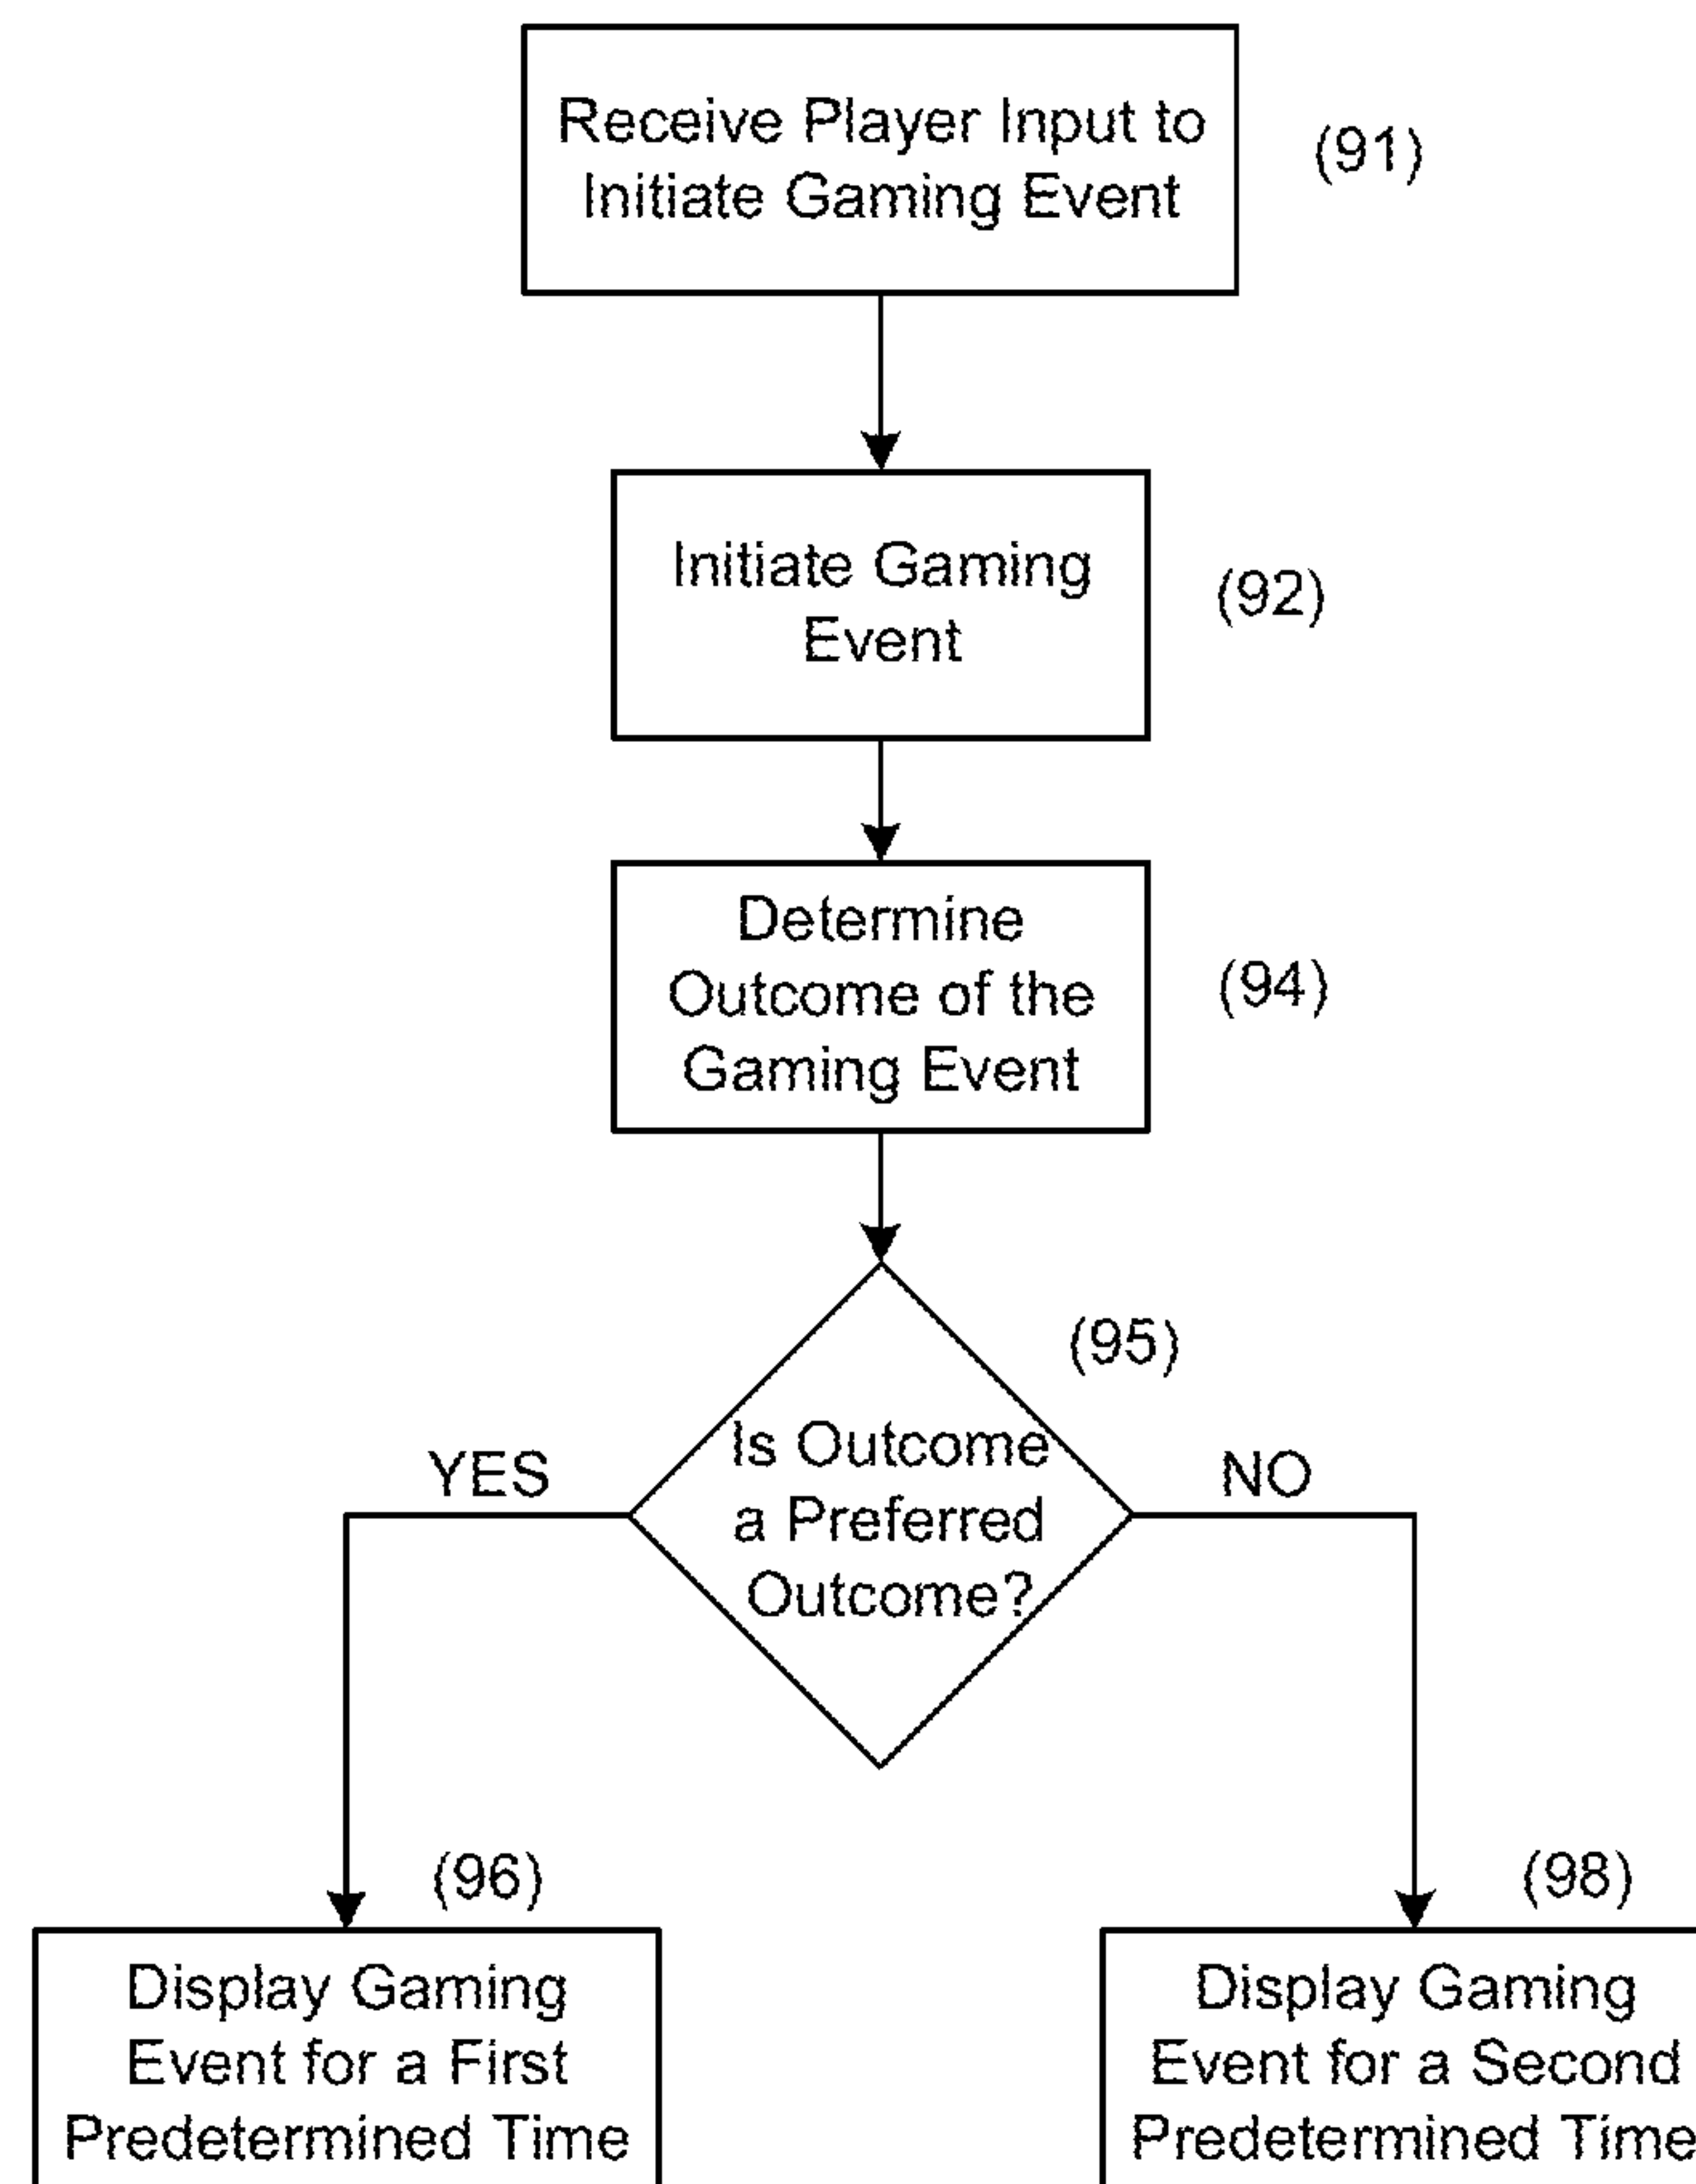 Receive Player Input to
Initiate Gaming Event
(91)
Initiate Gaming
Event
(92)
Determine
Outcome of the
Gaming Event
(94)
(95)
Is Outcome
a Preferred
Outcome?
YES
NO
(96)
Display Gaming
Event for a First
Predetermined Time
(98)
Display Gaming
Event for a Second
Predetermined Time